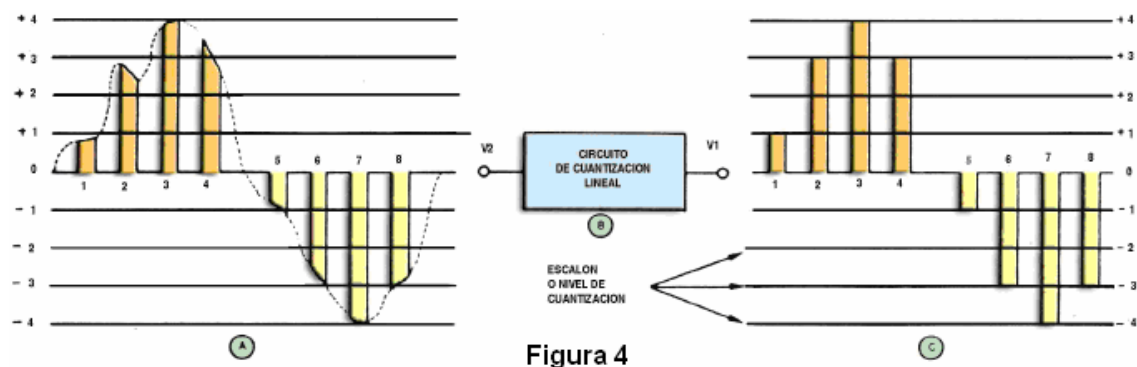 + 4
+ 3
+ 2
+ 1
0
- 1
- 2
- 3
- 4
1 2 3 4
5 6 7 8
A
V2
CIRCUITO
DE CUANTIZACION
LINEAL
V1
B
ESCALON
O NIVEL DE
CUANTIZACION
1 2 3 4
5 6 7 8
+ 4
+ 3
+ 2
+ 1
0
- 1
- 2
- 3
- 4
C
Figura 4